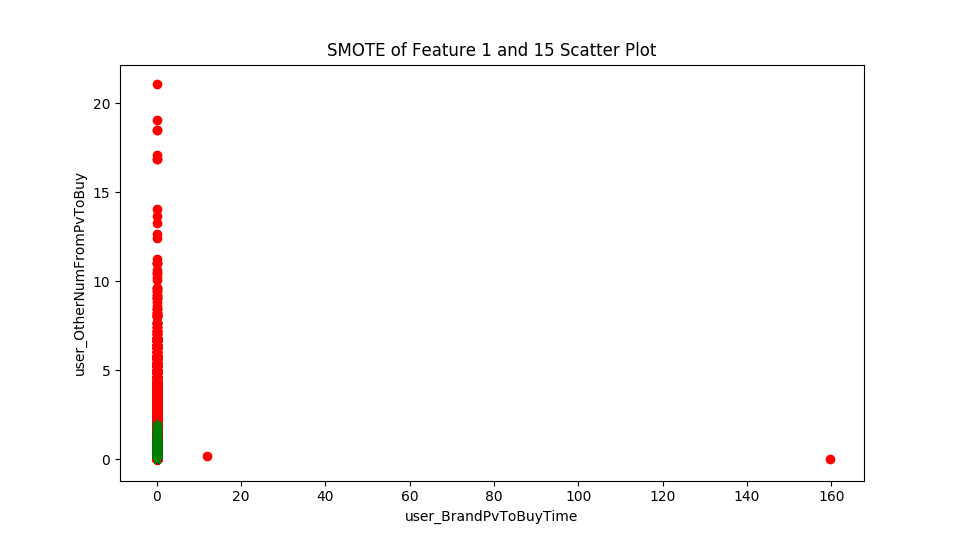 SMOTE of Feature 1 and 15 Scatter Plot
user_OtherNumFromPvToBuy
20
15
10
5
0
0 20 40 60 80 100 120 140 160
user_BrandPvToBuyTime